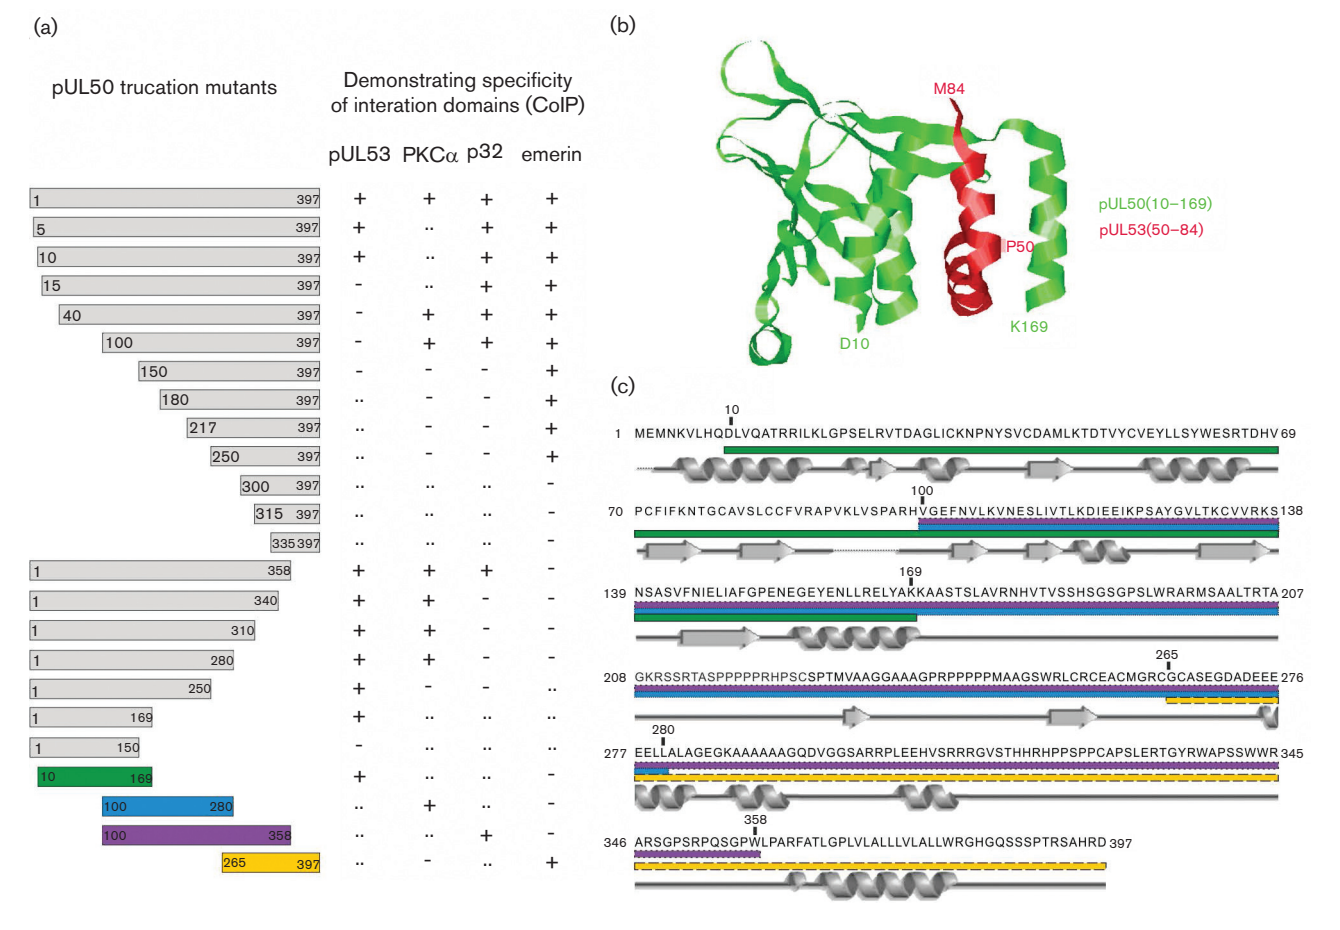 (a)
pUL50 trucation mutants
Demonstrating specificity
of interation domains (CoIP)
pUL53 PKCα p32 emerin
1 397 + + + +
5 397 + .. + +
10 397 + .. + +
15 397 - .. + +
40 397 - + + +
100 397 - + + +
150 397 - - - +
180 397 .. - - +
217 397 .. - - +
250 397 .. - - +
300 397 .. .. .. -
315 397 .. .. .. -
335 397 .. .. .. -
1 358 + + + -
1 340 + + - -
1 310 + + - -
1 280 + + - -
1 250 + - - ..
1 169 + .. .. ..
1 150 - .. .. ..
10 169 + .. .. -
100 280 .. + .. -
100 358 .. .. + -
265 397 .. - .. +
(b)
M84
pUL50(10–169)
pUL53(50–84)
P50
K169
D10
(c)
10
1 MEMNKVLHQDLVQATRRILKLGPSELRVTDAGLICKNPNYSVCDAMLKTDTVYCVEYLLSYWESRTDHV 69
100
70 PCFIFKNTGCAVSLCCFVRAPVKLVSPARHVGEFNVLKVNESLIVTLKDIEEIKPSAYGVLTKCVVRKS 138
169
139 NSASVFNIELIAFGPENEGEYENLLRELYAKKAASTSLAVRNHVTVSSHSGSGPSLWRARMSAALTRTA 207
265
208 GKRSSRTASPPPPPRHPSCSPTMVAAGGAAAGPRPPPPPMAAGSWRLCRCEACMGRCGCASEGDADEEE 276
280
277 EELLALAGEGKAAAAAAGQDVGGSARRPLEEHVSRRRGVSTHHRHPPSPPCAPSLERTGYRWAPSSWWR 345
358
346 ARSGPSRPQSGPWLPARFATLGPLVLALLLVLALLWRGHGQSSSPTRSAHRD 397